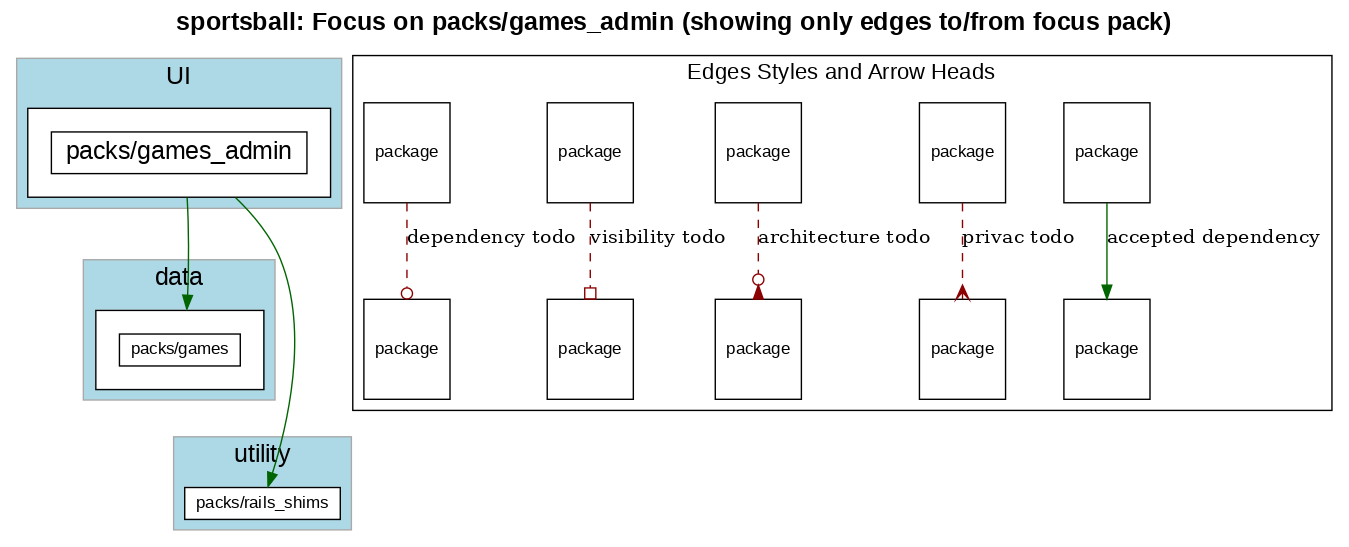 sportsball: Focus on packs/games_admin (showing only edges to/from focus pack)
UI
packs/games_admin
data
packs/games
utility
packs/rails_shims
Edges Styles and Arrow Heads
package
package
package
package
package
dependency todo
visibility todo
architecture todo
privac todo
accepted dependency
package
package
package
package
package